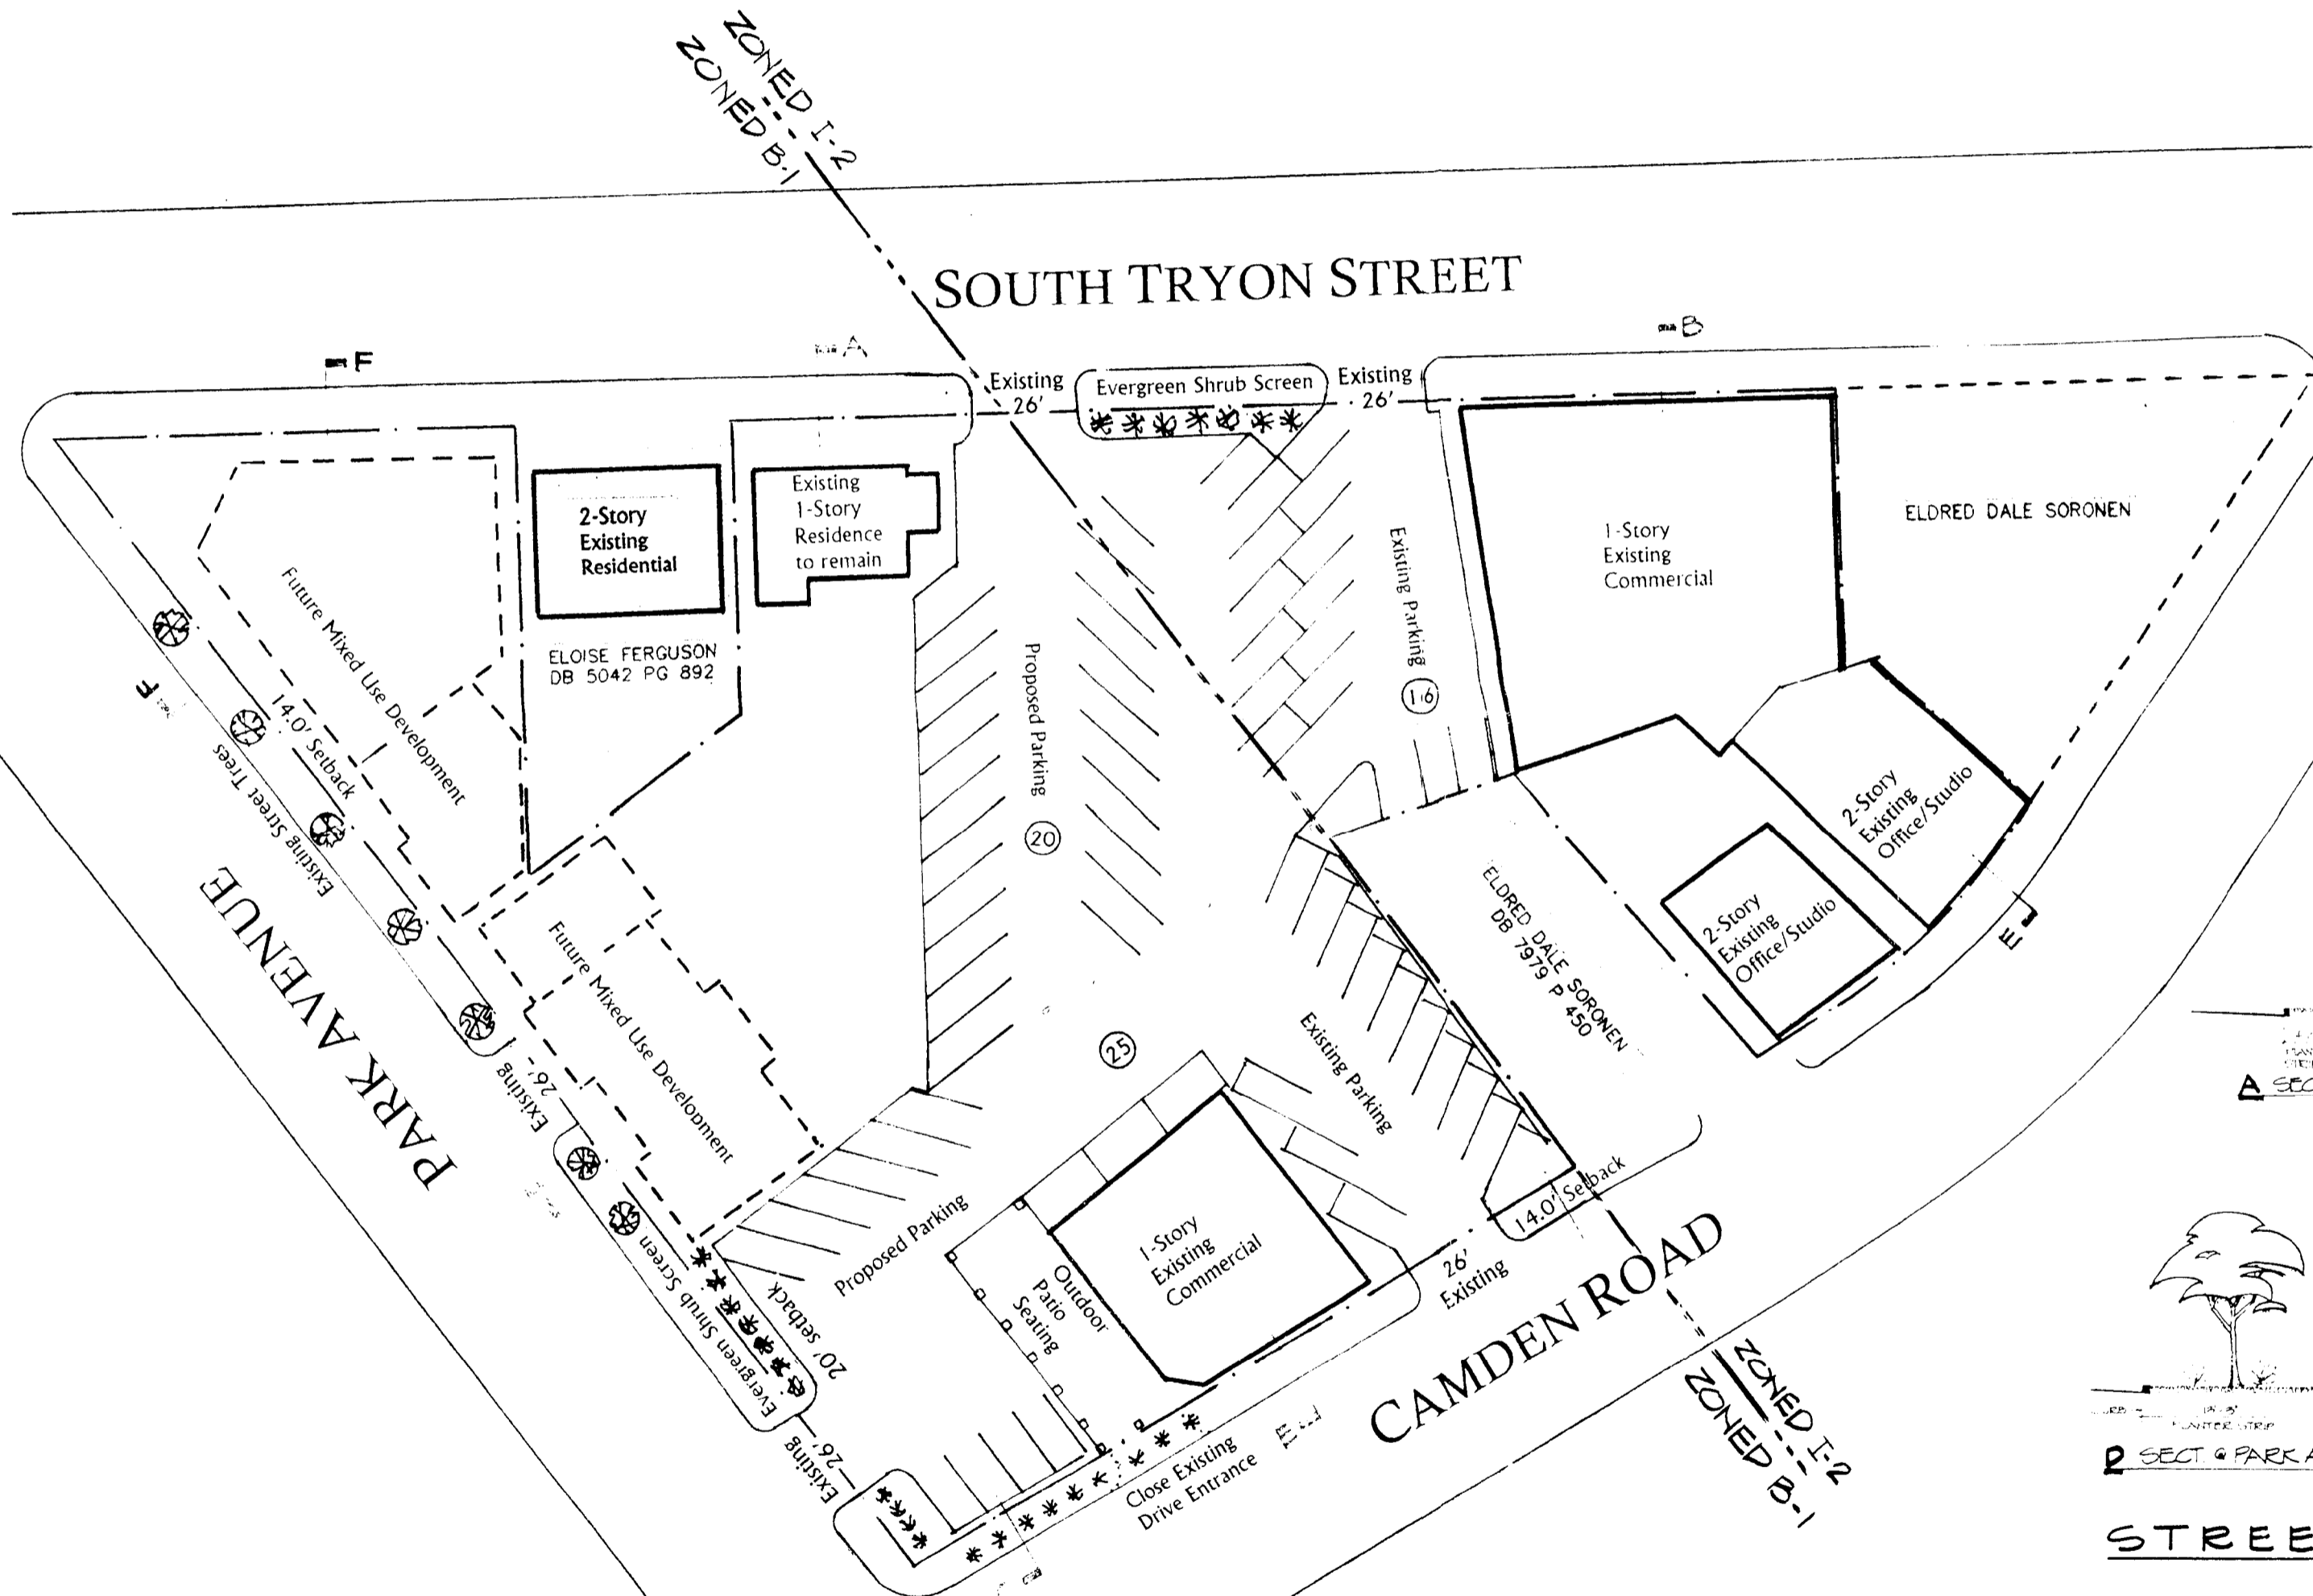 ZONED I-2
ZONED B-1
SOUTH TRYON STREET
F
A
B
Existing
26'
Evergreen Shrub Screen
Existing
26'
2-Story
Existing
Residential
Existing
1-Story
Residence
to remain
ELOISE FERGUSON
DB 5042 PG 892
1-Story
Existing
Commercial
ELDRED DALE SORONEN
Existing Parking
16
Proposed Parking
20
Future Mixed Use Development
14.0' Setback
Existing Street Trees
F
PARK AVENUE
2-Story
Existing
Office/Studio
2-Story
Existing
Office/Studio
E
ELDRED DALE SORONEN
DB 7979 P 450
Future Mixed Use Development
26'
Existing
25
Existing Parking
Proposed Parking
Outdoor
Patio
Seating
1-Story
Existing
Commercial
14.0' Setback
26'
Existing
20' setback
Evergreen Shrub Screen
26'
Existing
Close Existing
Drive Entrance
E
CAMDEN ROAD
ZONED I-2
ZONED B-1
A SEC
PLANTER STRIP
D SECT. @ PARK A
STREE